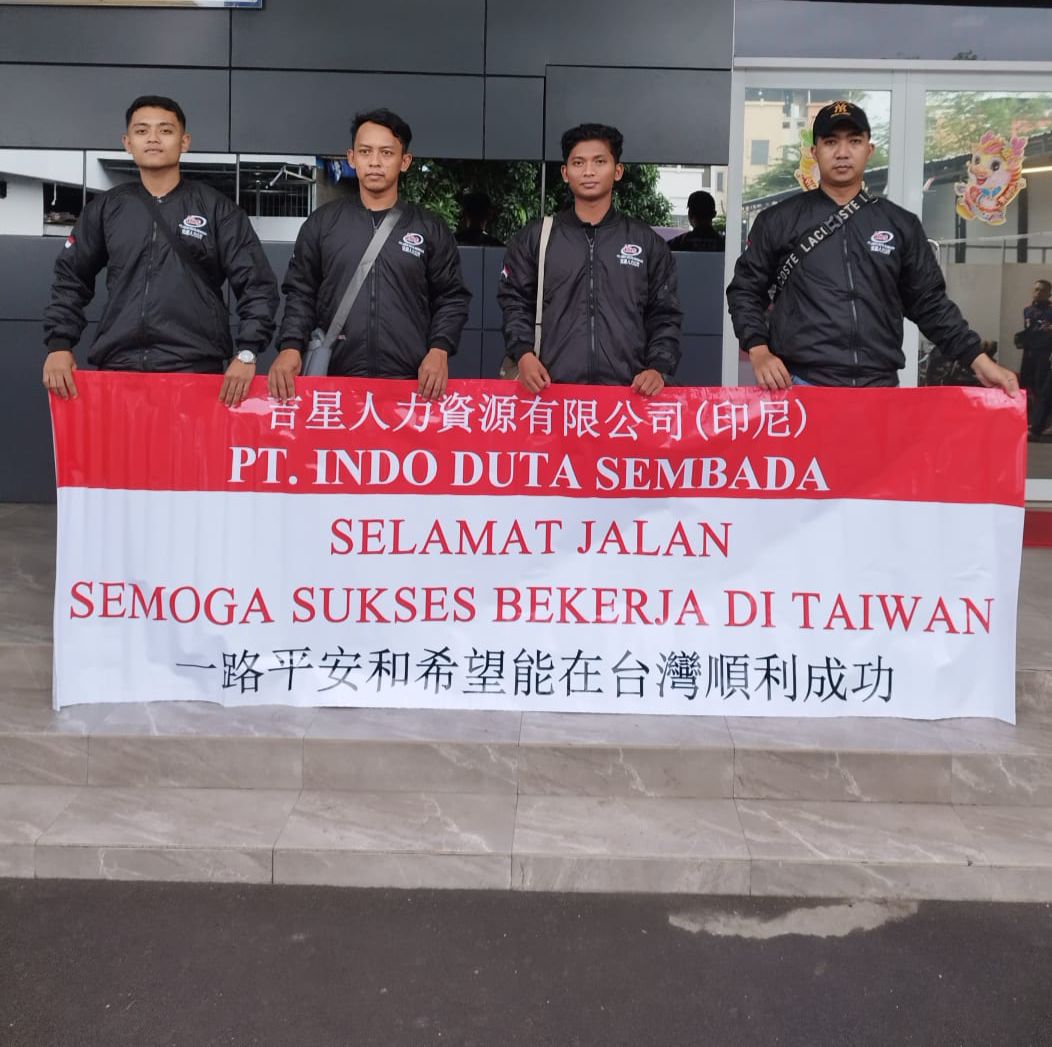 吉星人力資源有限公司(印尼)
PT. INDO DUTA SEMBADA
SELAMAT JALAN
SEMOGA SUKSES BEKERJA DI TAIWAN
一路平安和希望能在台灣順利成功
LACOSTE LACOSTE